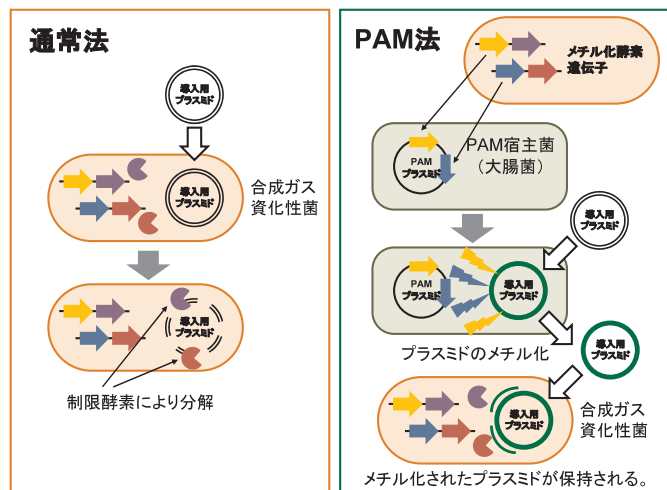 通常法
導入用
プラスミド
導入用
プラスミド
合成ガス
資化性菌
導入用
プラスミド
制限酵素により分解
PAM法
メチル化酵素
遺伝子
PAM
プラスミド
PAM宿主菌
(大腸菌)
導入用
プラスミド
PAM
プラスミド
導入用
プラスミド
プラスミドのメチル化
導入用
プラスミド
導入用
プラスミド
合成ガス
資化性菌
メチル化されたプラスミドが保持される。